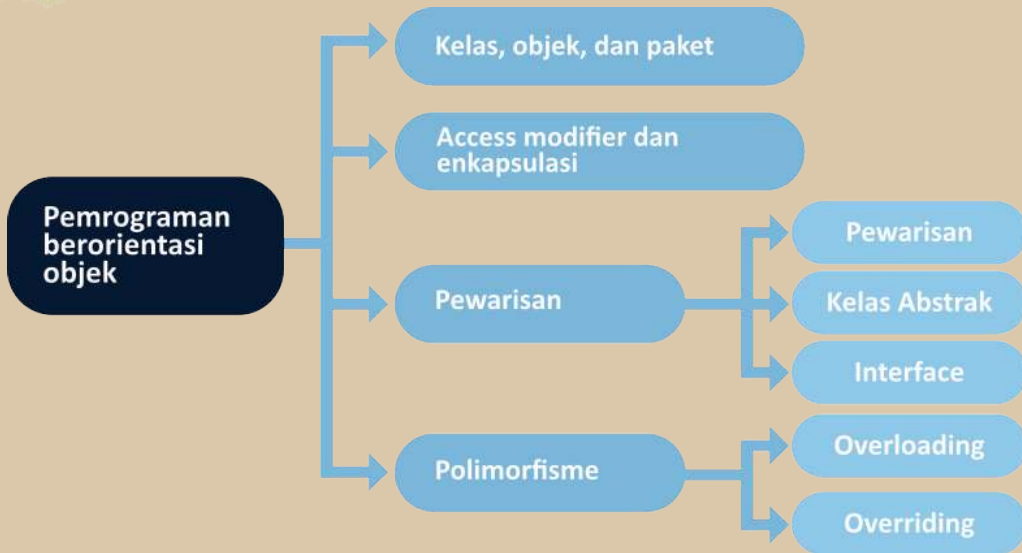 Pemrograman
berorientasi
objek
Kelas, objek, dan paket
Access modifier dan
enkapsulasi
Pewarisan
Pewarisan
Kelas Abstrak
Interface
Polimorfisme
Overloading
Overriding